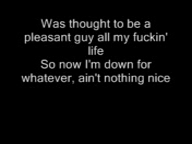 Was thought to be a
pleasant guy all my fuckin'
life
So now I'm down for
whatever, ain't nothing nice